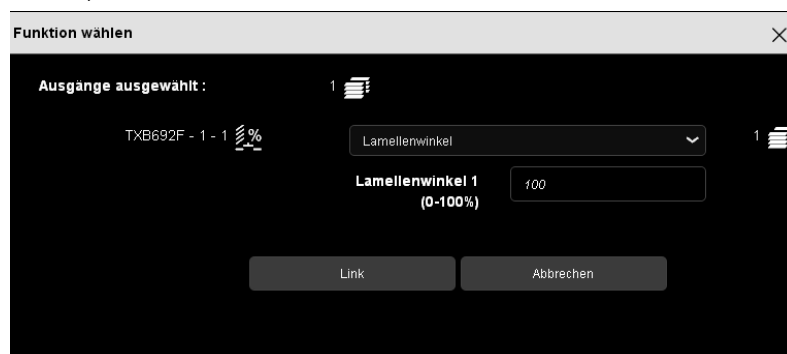 Funktion wählen
Ausgänge ausgewählt : 1
TXB692F - 1 - 1 % Lamellenwinkel 1
Lamellenwinkel 1 100
(0-100%)
Link Abbrechen